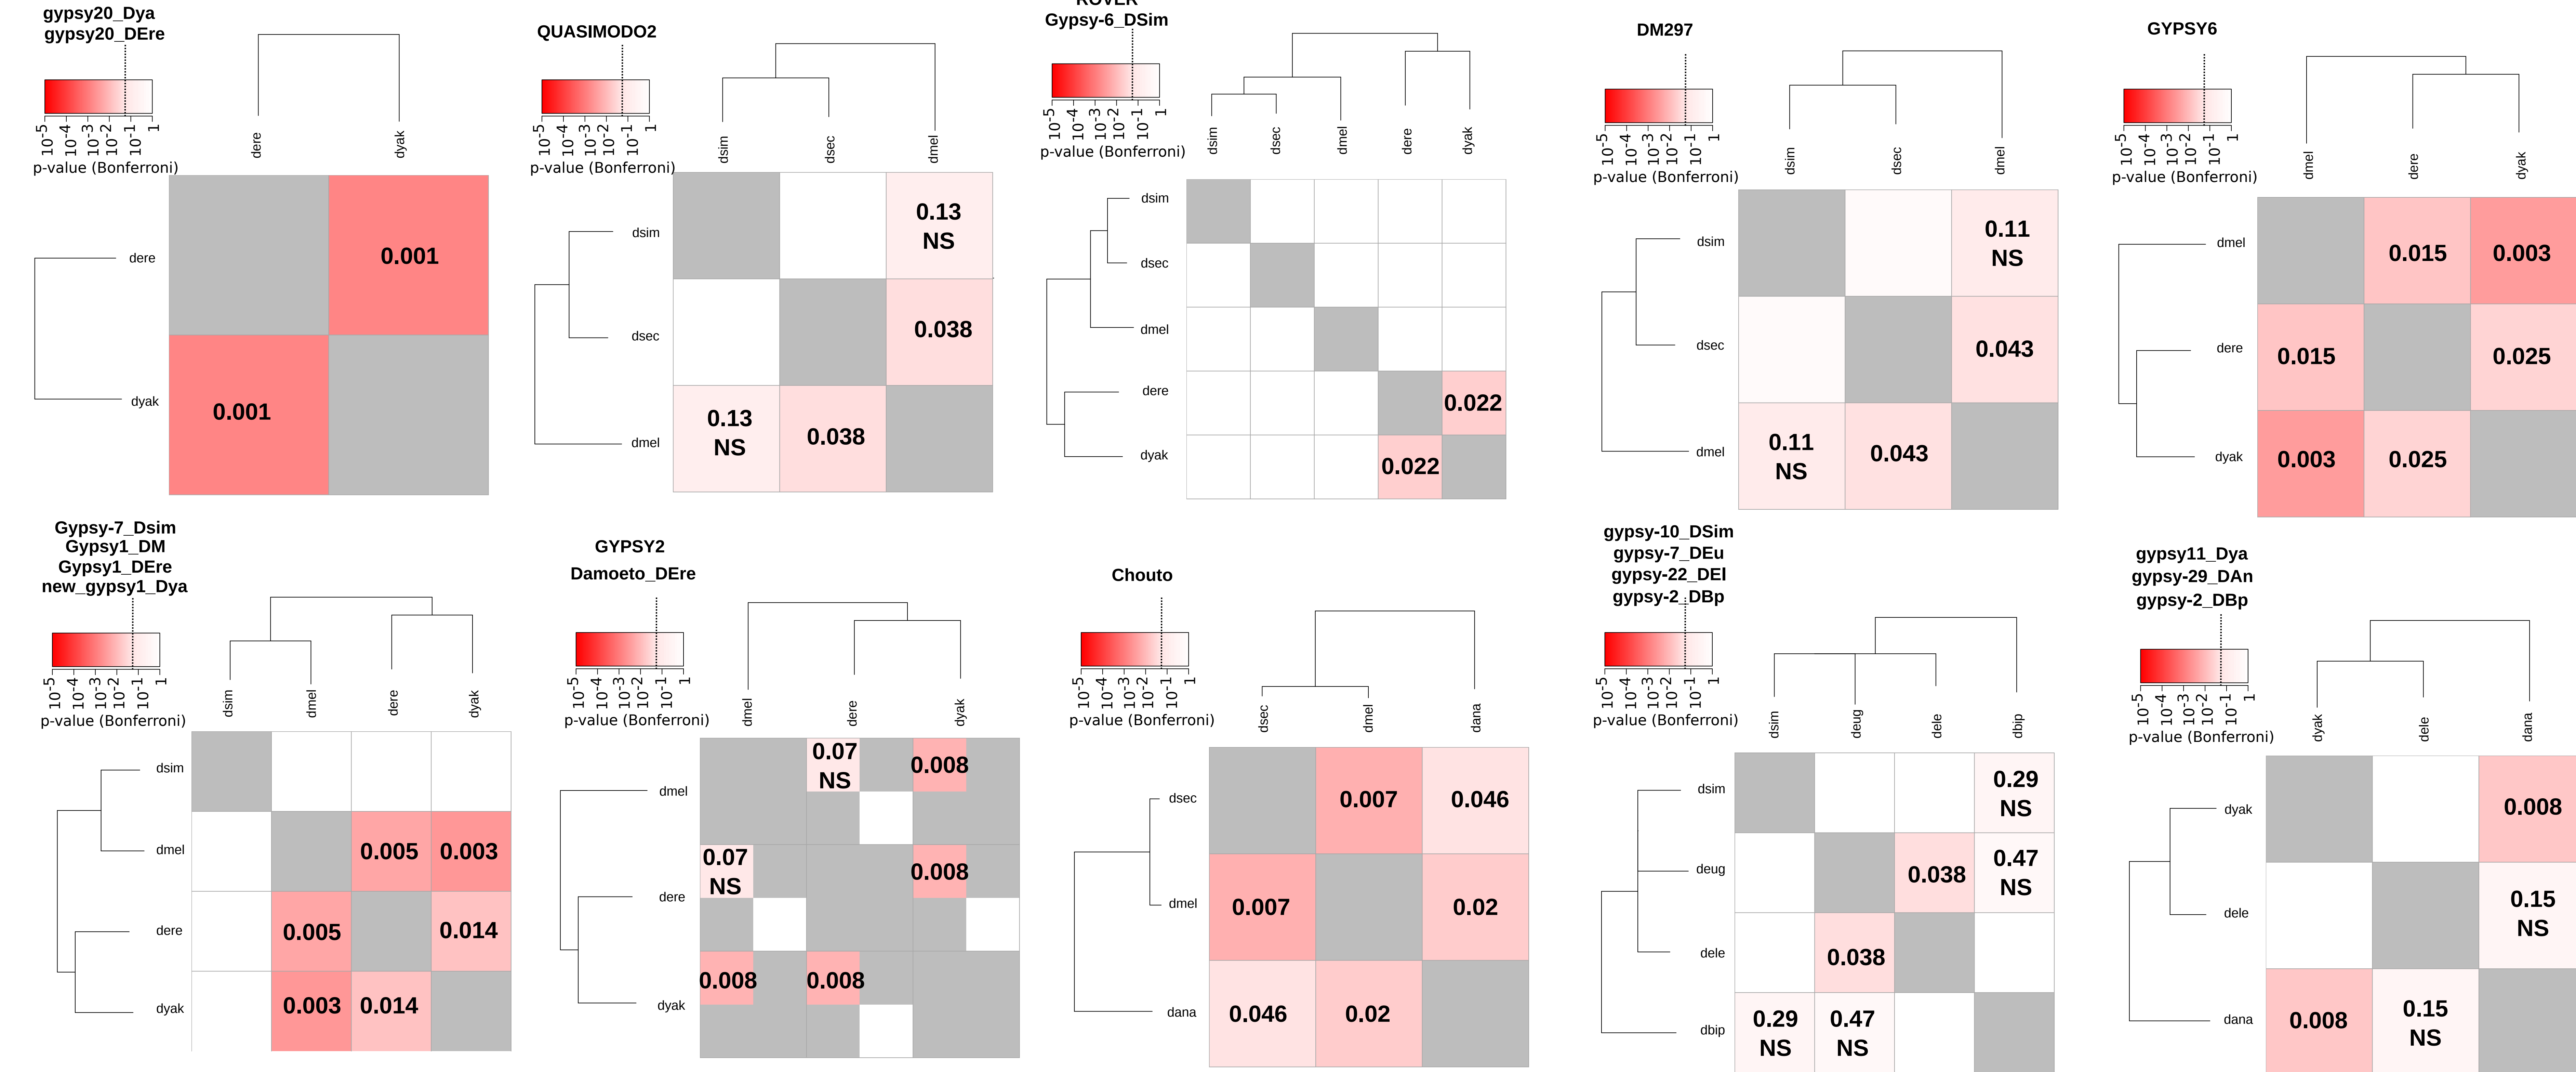 gypsy20_Dya
gypsy20_DEre
10-5 10-4 10-3 10-2 10-1 1
p-value (Bonferroni)
dere
dyak
dere
0.001
dyak
0.001
QUASIMODO2
10-5 10-4 10-3 10-2 10-1 1
p-value (Bonferroni)
dsim
dsec
dmel
dsim
0.13
NS
dsec
0.038
dmel
0.13
NS
0.038
ROVER
Gypsy-6_DSim
10-5 10-4 10-3 10-2 10-1 1
p-value (Bonferroni)
dsim
dsec
dmel
dere
dyak
dsim
dsec
dmel
dere
0.022
dyak
0.022
DM297
10-5 10-4 10-3 10-2 10-1 1
p-value (Bonferroni)
dsim
dsec
dmel
dsim
0.11
NS
dsec
0.043
dmel
0.11
NS
0.043
GYPSY6
10-5 10-4 10-3 10-2 10-1 1
p-value (Bonferroni)
dmel
dere
dyak
dmel
0.015
0.003
dere
0.015
0.025
dyak
0.003
0.025
Gypsy-7_Dsim
Gypsy1_DM
Gypsy1_DEre
new_gypsy1_Dya
10-5 10-4 10-3 10-2 10-1 1
p-value (Bonferroni)
dsim
dmel
dere
dyak
dsim
dmel
0.005
0.003
dere
0.005
0.014
dyak
0.003
0.014
GYPSY2
Damoeto_DEre
10-5 10-4 10-3 10-2 10-1 1
p-value (Bonferroni)
dmel
dere
dyak
dmel
0.07
NS
0.008
dere
0.07
NS
0.008
dyak
0.008
0.008
Chouto
10-5 10-4 10-3 10-2 10-1 1
p-value (Bonferroni)
dsec
dmel
dana
dsec
0.007
0.046
dmel
0.007
0.02
dana
0.046
0.02
gypsy-10_DSim
gypsy-7_DEu
gypsy-22_DEl
gypsy-2_DBp
10-5 10-4 10-3 10-2 10-1 1
p-value (Bonferroni)
dsim
deug
dele
dbip
dsim
0.29
NS
deug
0.038
0.47
NS
dele
0.038
dbip
0.29
NS
0.47
NS
gypsy11_Dya
gypsy-29_DAn
gypsy-2_DBp
10-5 10-4 10-3 10-2 10-1 1
p-value (Bonferroni)
dyak
dele
dana
dyak
0.008
dele
0.15
NS
dana
0.008
0.15
NS